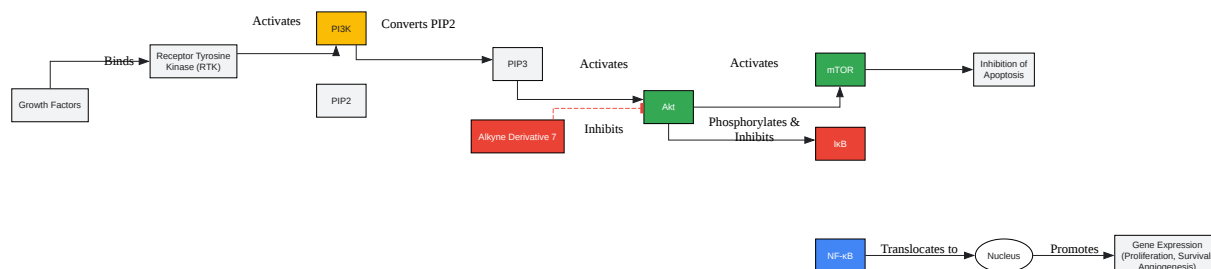 Activates
PI3K
Converts PIP2
Binds
Receptor Tyrosine
Kinase (RTK)
PIP3
Activates
Activates
mTOR
Inhibition of
Apoptosis
Growth Factors
PIP2
Akt
Alkyne Derivative 7
Inhibits
Phosphorylates &
Inhibits
IκB
NF-κB
Translocates to
Nucleus
Promotes
Gene Expression
(Proliferation, Survival,
Angiogenesis)